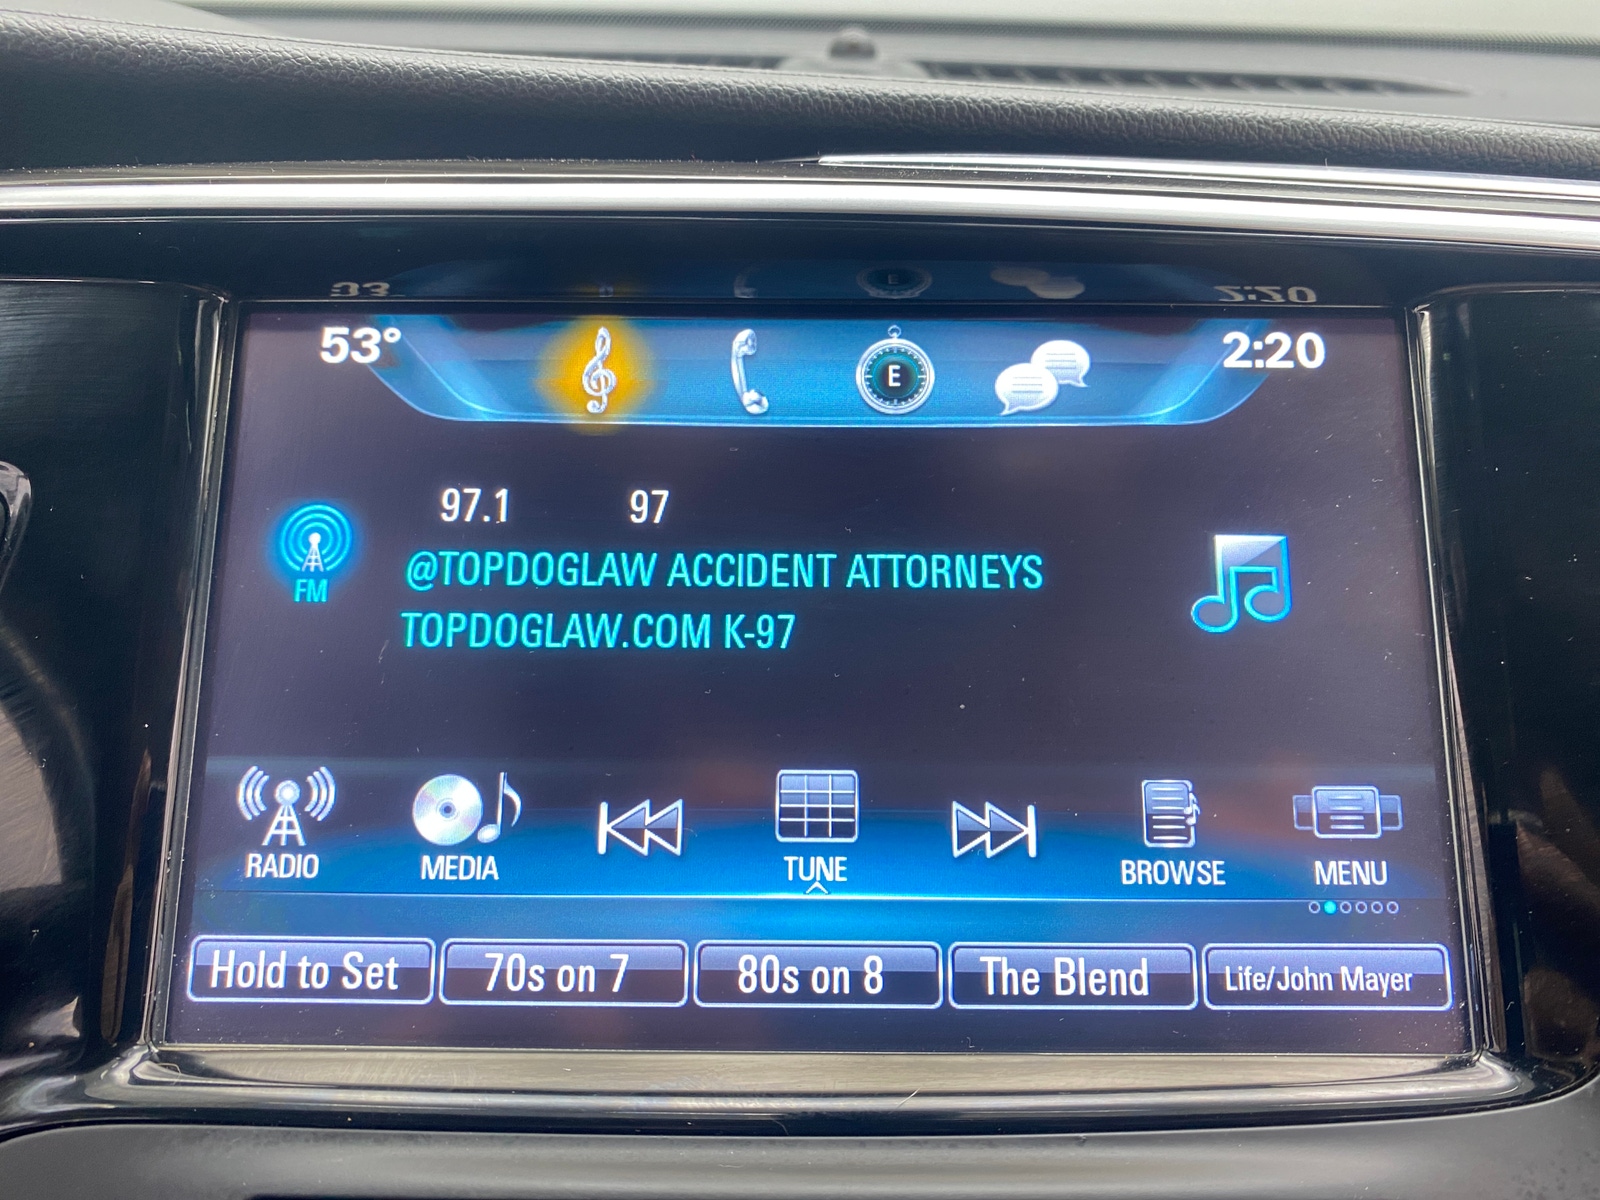 53° E 2:20
97.1 97
FM
@TOPDOGLAW ACCIDENT ATTORNEYS
TOPDOGLAW.COM K-97
RADIO MEDIA TUNE BROWSE MENU
Hold to Set 70s on 7 80s on 8 The Blend Life/John Mayer